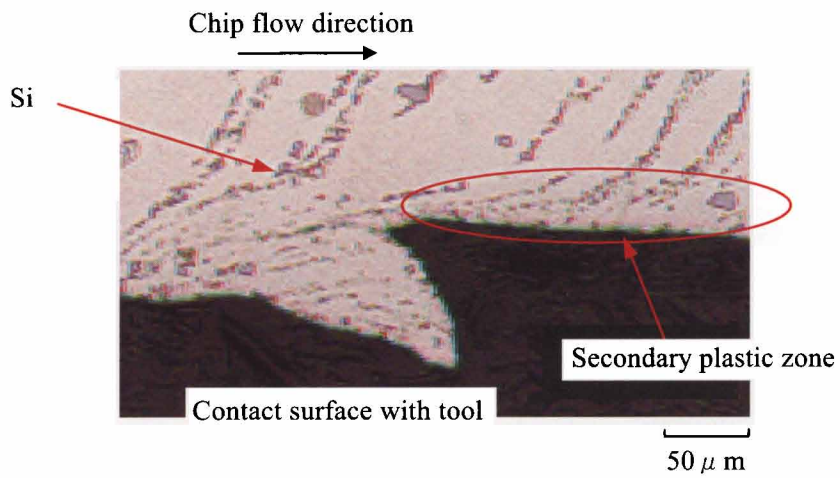 Chip flow direction
Si
Secondary plastic zone
Contact surface with tool
50 μ m